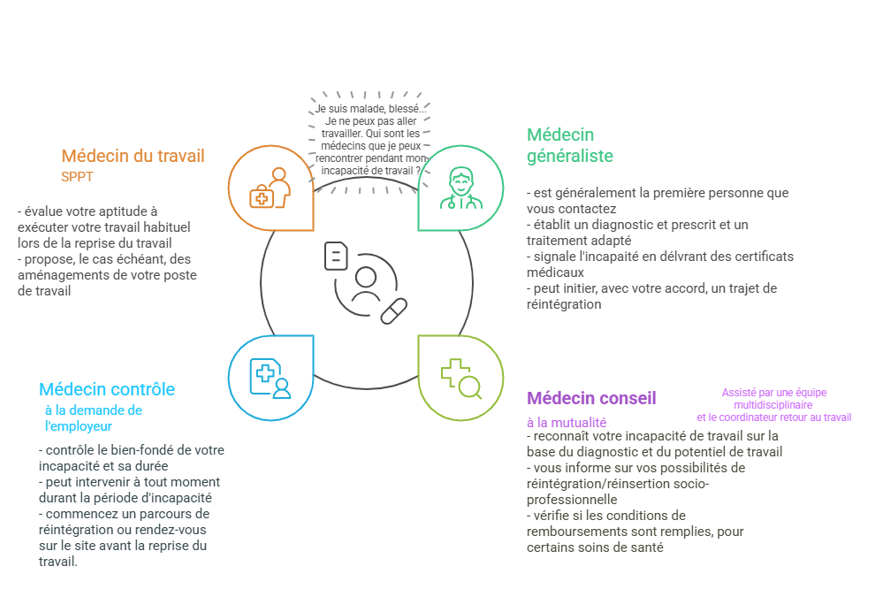 Je suis malade, blessé...
Je ne peux pas aller
travailler. Qui sont les
médecins que je peux
rencontrer pendant mon
incapacité de travail ?
Médecin du travail
SPPT
- évalue votre aptitude à
exécuter votre travail habituel
lors de la reprise du travail
- propose, le cas échéant, des
aménagements de votre poste
de travail
Médecin
généraliste
- est généralement la première personne que
vous contactez
- établit un diagnostic et prescrit et un
traitement adapté
- signale l'incapaité en délvrant des certificats
médicaux
- peut initier, avec votre accord, un trajet de
réintégration
Médecin contrôle
à la demande de
l'employeur
- contrôle le bien-fondé de votre
incapacité et sa durée
- peut intervenir à tout moment
durant la période d'incapacité
- commencez un parcours de
réintégration ou rendez-vous
sur le site avant la reprise du
travail.
Médecin conseil
à la mutualité
Assisté par une équipe
multidisciplinaire
et le coordinateur retour au travail
- reconnaît votre incapacité de travail sur la
base du diagnostic et du potentiel de travail
- vous informe sur vos possibilités de
réintégration/réinsertion socio-
professionnelle
- vérifie si les conditions de
remboursements sont remplies, pour
certains soins de santé